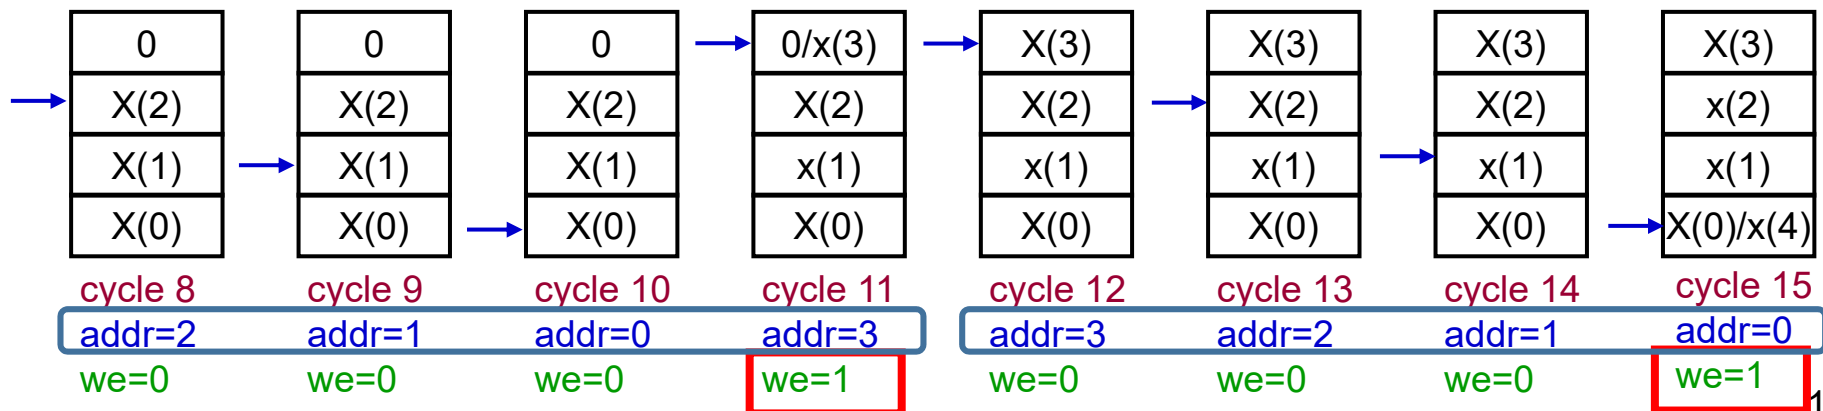 0 0 0 0/x(3) X(3) X(3) X(3) X(3)
X(2) X(2) X(2) X(2) X(2) X(2) X(2) x(2)
X(1) X(1) X(1) x(1) x(1) x(1) x(1) x(1)
X(0) X(0) X(0) X(0) X(0) X(0) X(0) X(0)/x(4)
cycle 8 cycle 9 cycle 10 cycle 11 cycle 12 cycle 13 cycle 14 cycle 15
addr=2 addr=1 addr=0 addr=3 addr=3 addr=2 addr=1 addr=0
we=0 we=0 we=0 we=1 we=0 we=0 we=0 we=1
1